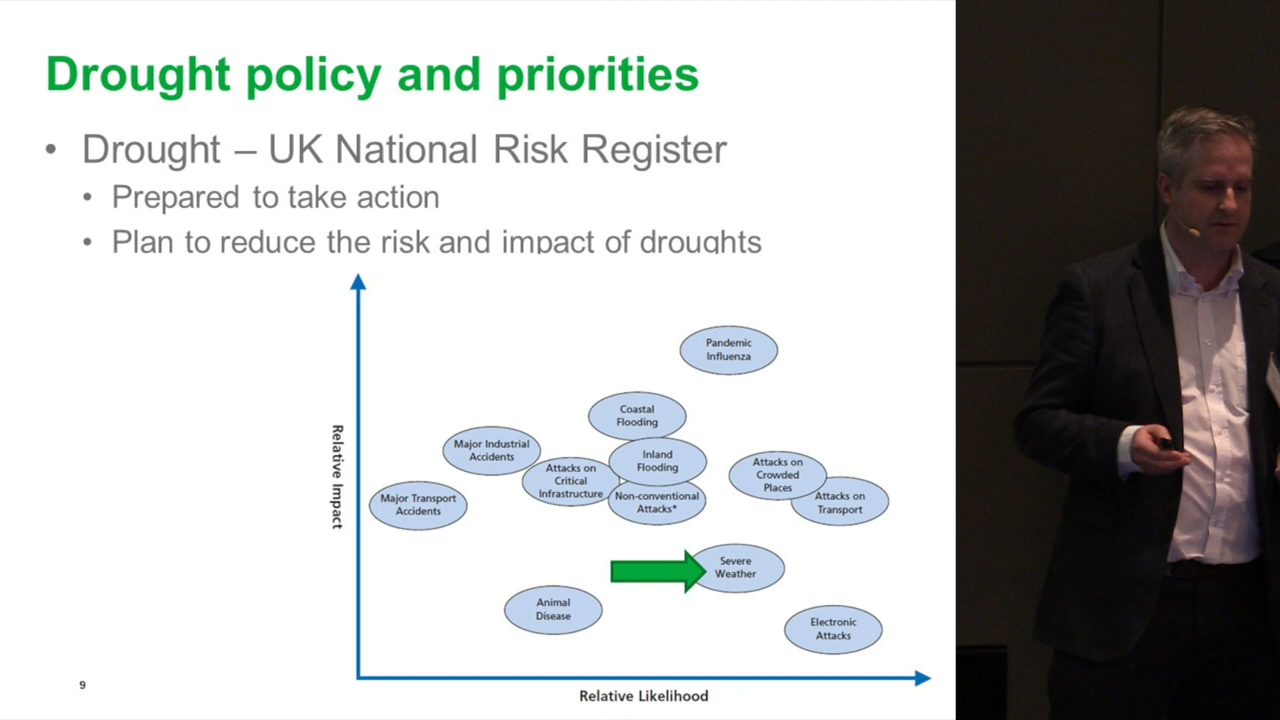 Drought policy and priorities
• Drought – UK National Risk Register
• Prepared to take action
• Plan to reduce the risk and impact of droughts
Pandemic
Influenza
Coastal
Flooding
Major Industrial
Accidents
Inland
Flooding
Attacks on
Critical
Infrastructure
Attacks on
Crowded
Places
Major Transport
Accidents
Non-conventional
Attacks*
Attacks on
Transport
Severe
Weather
Animal
Disease
Electronic
Attacks
Relative Impact
Relative Likelihood
9